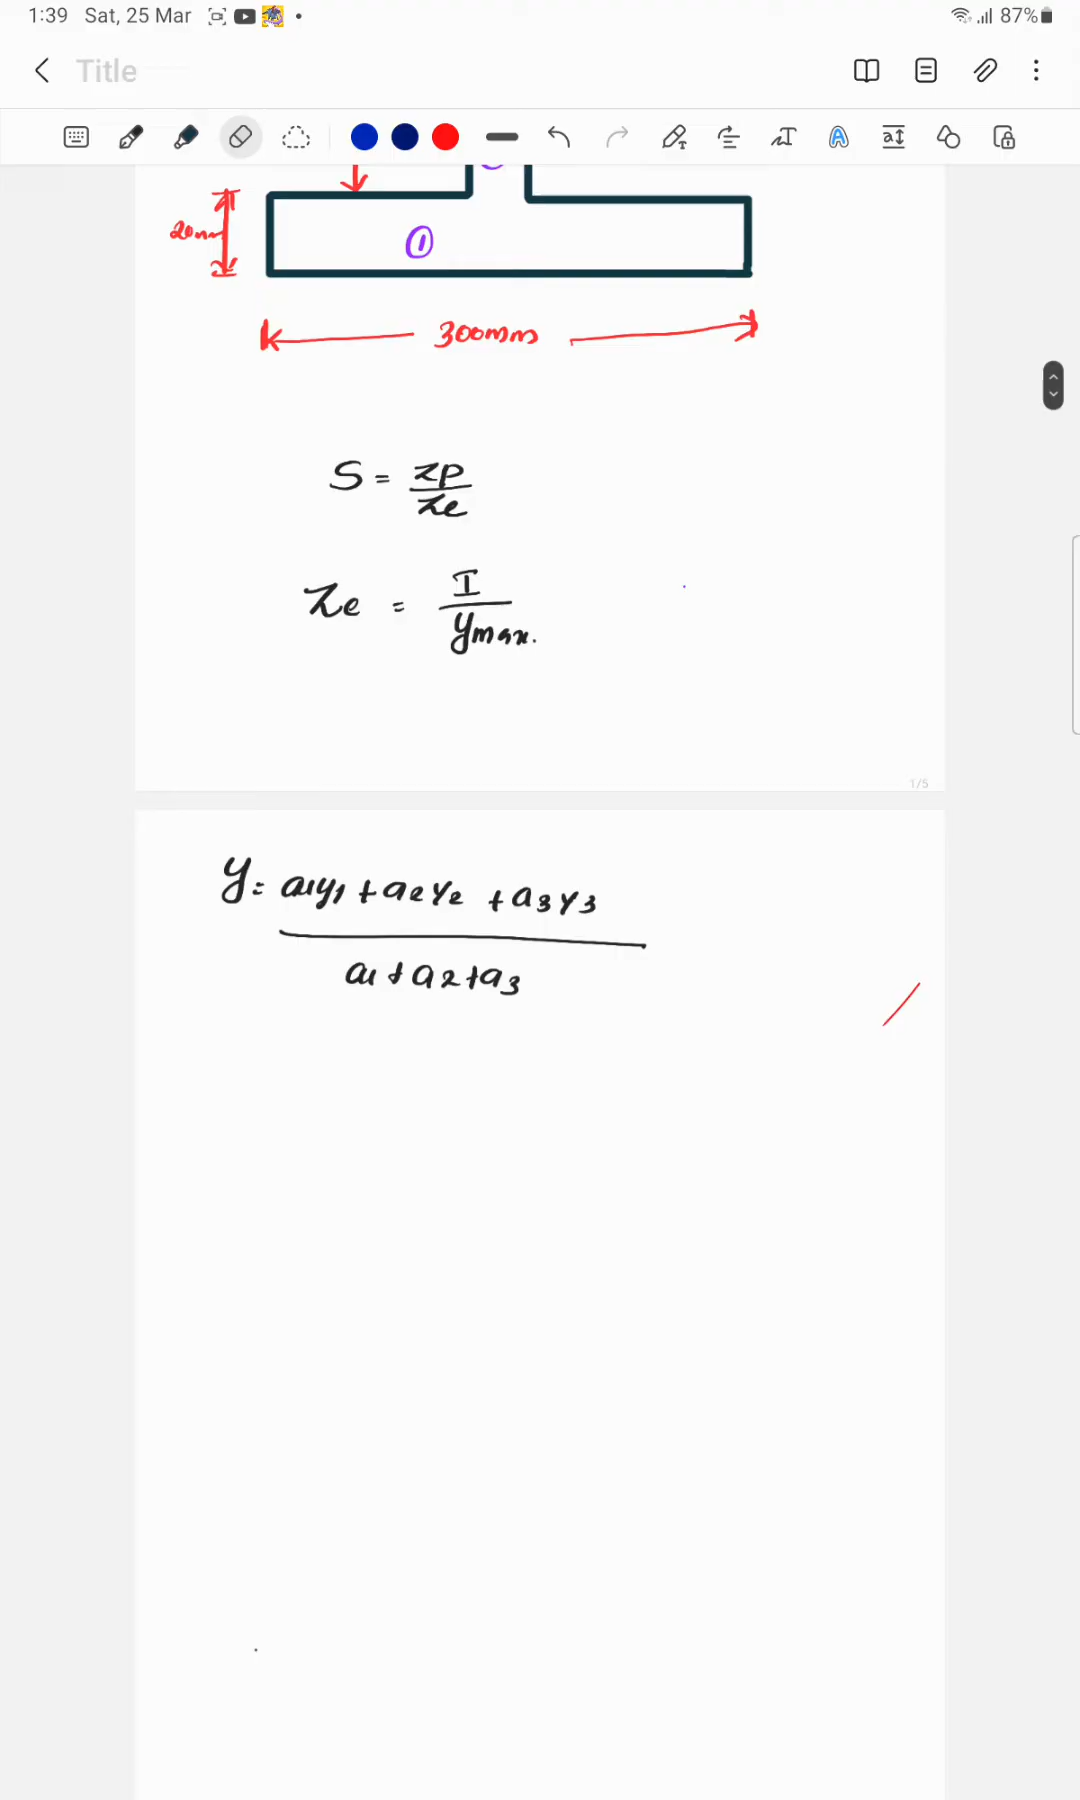 1:39 Sat, 25 Mar 87%
Title
20mm
1
300mm
S = zp/ze
Ze = I/ymax.
1/5
y = a1y1 + a2y2 + a3y3
a1 + a2 + a3